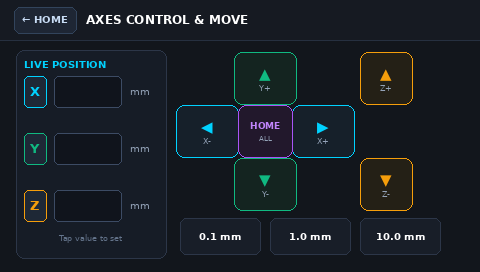 ← HOME
AXES CONTROL & MOVE
LIVE POSITION
X mm
Y mm
Z mm
Tap value to set
▲
Y+
▲
Z+
◀
X-
HOME
ALL
▶
X+
▼
Y-
▼
Z-
0.1 mm
1.0 mm
10.0 mm